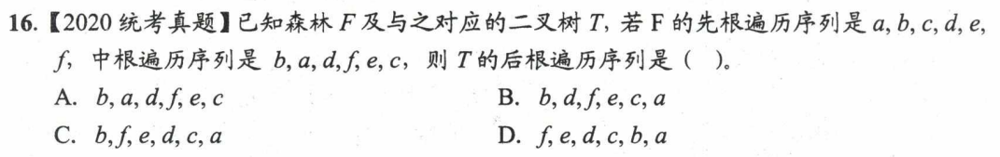 16.【2020 统考真题】已知森林 F 及与之对应的二叉树 T, 若 F 的先根遍历序列是 a, b, c, d, e,
f, 中根遍历序列是 b, a, d, f, e, c, 则 T 的后根遍历序列是（ ）。
A. b, a, d, f, e, c B. b, d, f, e, c, a
C. b, f, e, d, c, a D. f, e, d, c, b, a